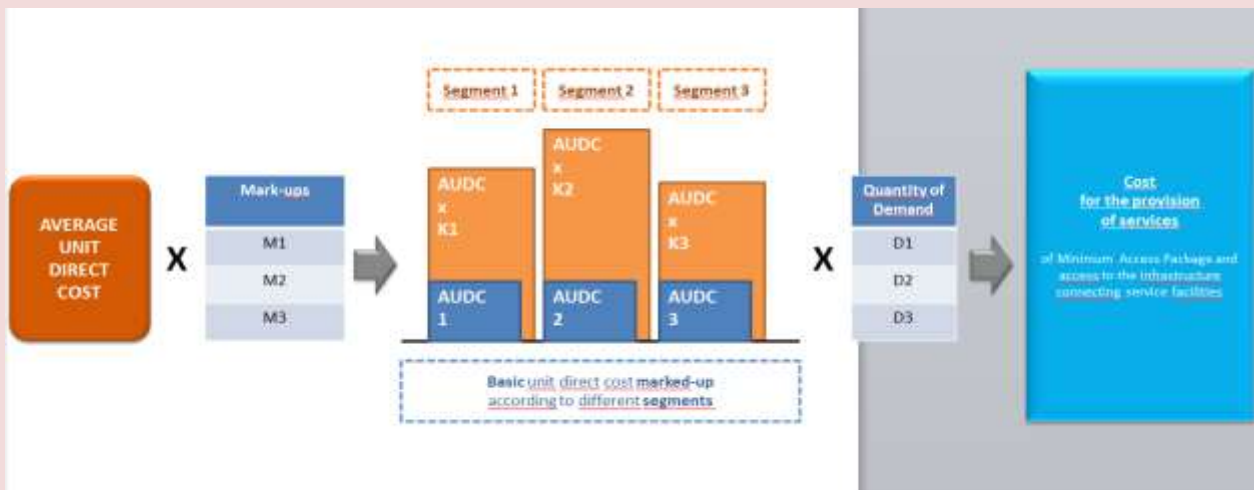 Segment 1
Segment 2
Segment 3
AVERAGE
UNIT
DIRECT
COST
X
Mark-ups
M1
M2
M3
AUDC
x
K1
AUDC
1
AUDC
x
K2
AUDC
2
AUDC
x
K3
AUDC
3
Basic unit direct cost marked-up
according to different segments
X
Quantity of
Demand
D1
D2
D3
Cost
for the provision
of services
of Minimum Access Package and
access to the infrastructure
connecting service facilities